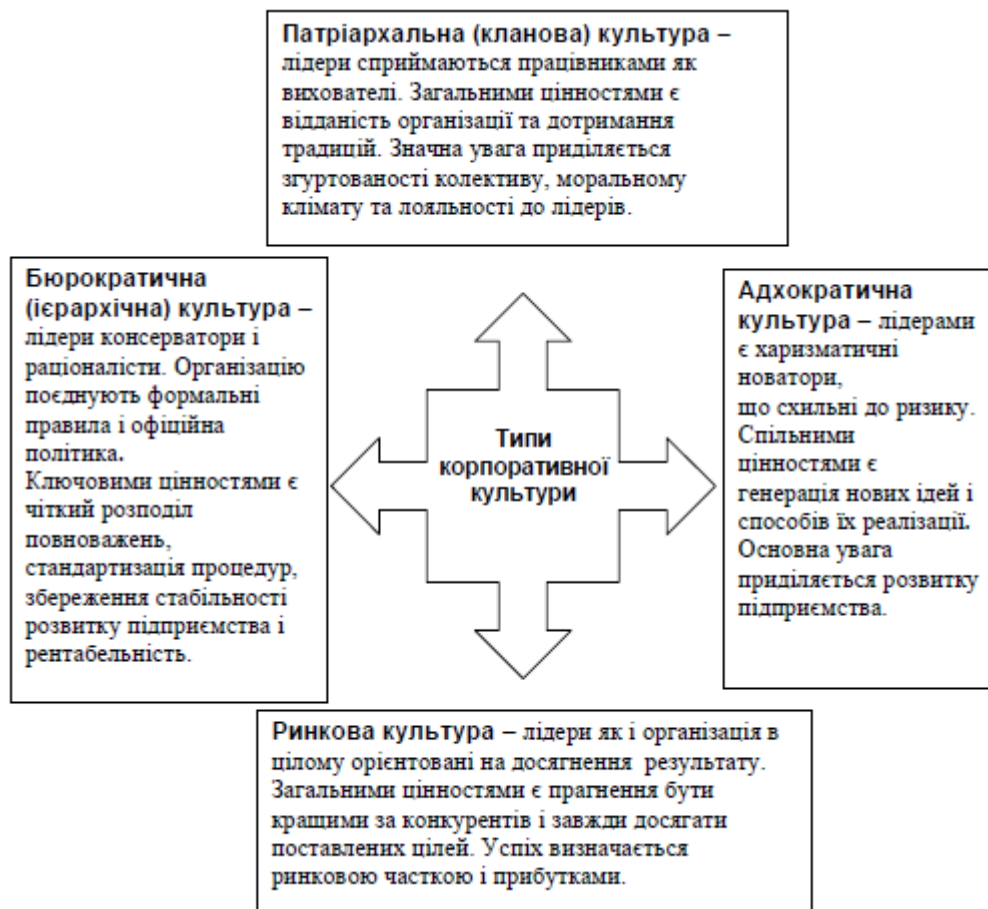 Патріархальна (кланова) культура –
лідери сприймаються працівниками як
вихователі. Загальними цінностями є
відданість організації та дотримання
традицій. Значна увага приділяється
згуртованості колективу, моральному
клімату та лояльності до лідерів.
Бюрократична
(ієрархічна) культура –
лідери консерватори і
раціоналісти. Організацію
поєднують формальні
правила і офіційна
політика.
Ключовими цінностями є
чіткий розподіл
повноважень,
стандартизація процедур,
збереження стабільності
розвитку підприємства і
рентабельність.
Типи
корпоративної
культури
Адхократична
культура – лідерами
є харизматичні
новатори,
що схильні до ризику.
Спільними
цінностями є
генерація нових ідей і
способів їх реалізації.
Основна увага
приділяється розвитку
підприємства.
Ринкова культура – лідери як і організація в
цілому орієнтовані на досягнення результату.
Загальними цінностями є прагнення бути
кращими за конкурентів і завжди досягати
поставлених цілей. Успіх визначається
ринковою часткою і прибутками.